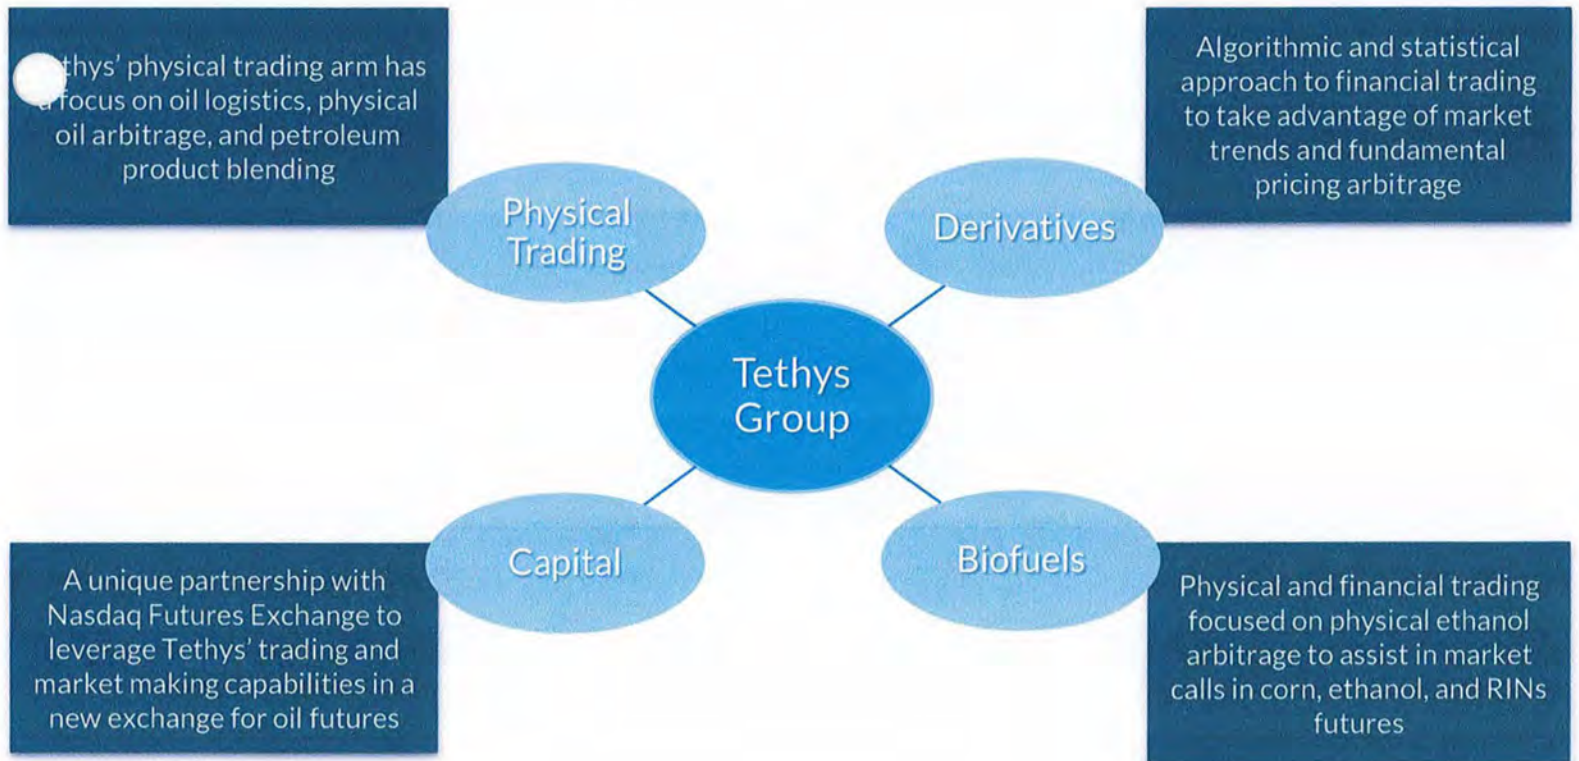 Tethys' physical trading arm has
a focus on oil logistics, physical
oil arbitrage, and petroleum
product blending
Physical
Trading
Algorithmic and statistical
approach to financial trading
to take advantage of market
trends and fundamental
pricing arbitrage
Derivatives
Tethys
Group
Capital
A unique partnership with
Nasdaq Futures Exchange to
leverage Tethys' trading and
market making capabilities in a
new exchange for oil futures
Biofuels
Physical and financial trading
focused on physical ethanol
arbitrage to assist in market
calls in corn, ethanol, and RINs
futures